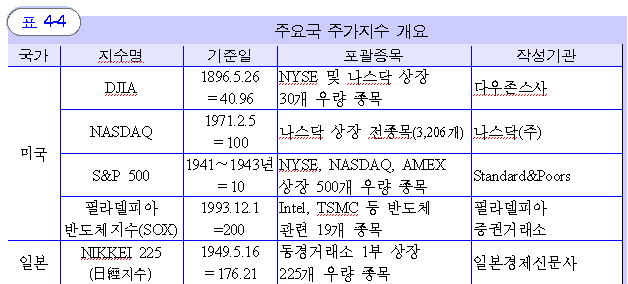 표 4-4
주요국 주가지수 개요
국가 지수명 기준일 포괄종목 작성기관
미국
DJIA
1896.5.26
=40.96
NYSE 및 나스닥 상장
30개 우량 종목
다우존스사
NASDAQ
1971.2.5
=100
나스닥 상장 전종목(3,206개)
나스닥(주)
S&P 500
1941~1943년
=10
NYSE, NASDAQ, AMEX
상장 500개 우량 종목
Standard&Poors
필라델피아
반도체지수(SOX)
1993.12.1
=200
Intel, TSMC 등 반도체
관련 19개 종목
필라델피아
증권거래소
일본
NIKKEI 225
(日經지수)
1949.5.16
=176.21
동경거래소 1부 상장
225개 우량 종목
일본경제신문사